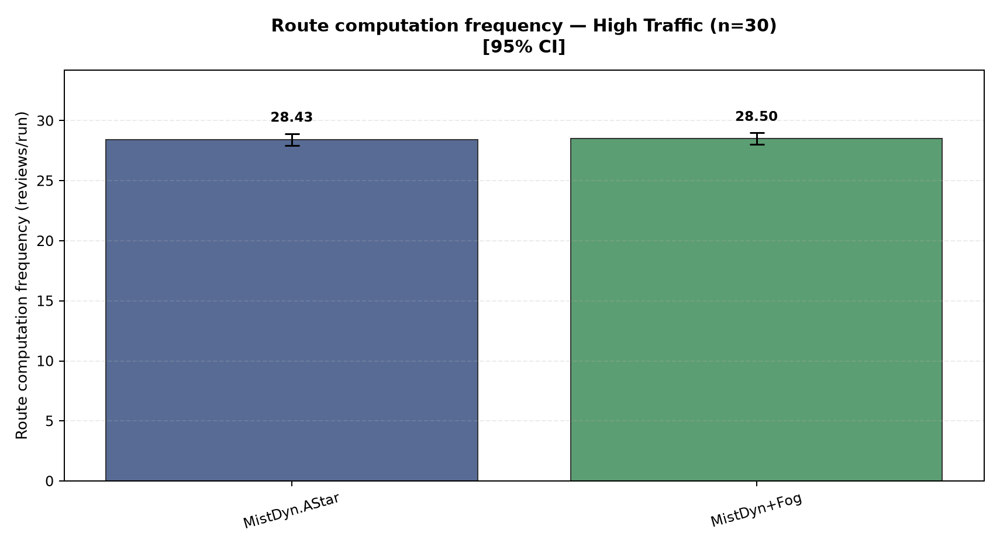 Route computation frequency — High Traffic (n=30)
[95% CI]
Route computation frequency (reviews/run)
30
25
20
15
10
5
0
28.43
28.50
MistDyn.AStar
MistDyn+Fog